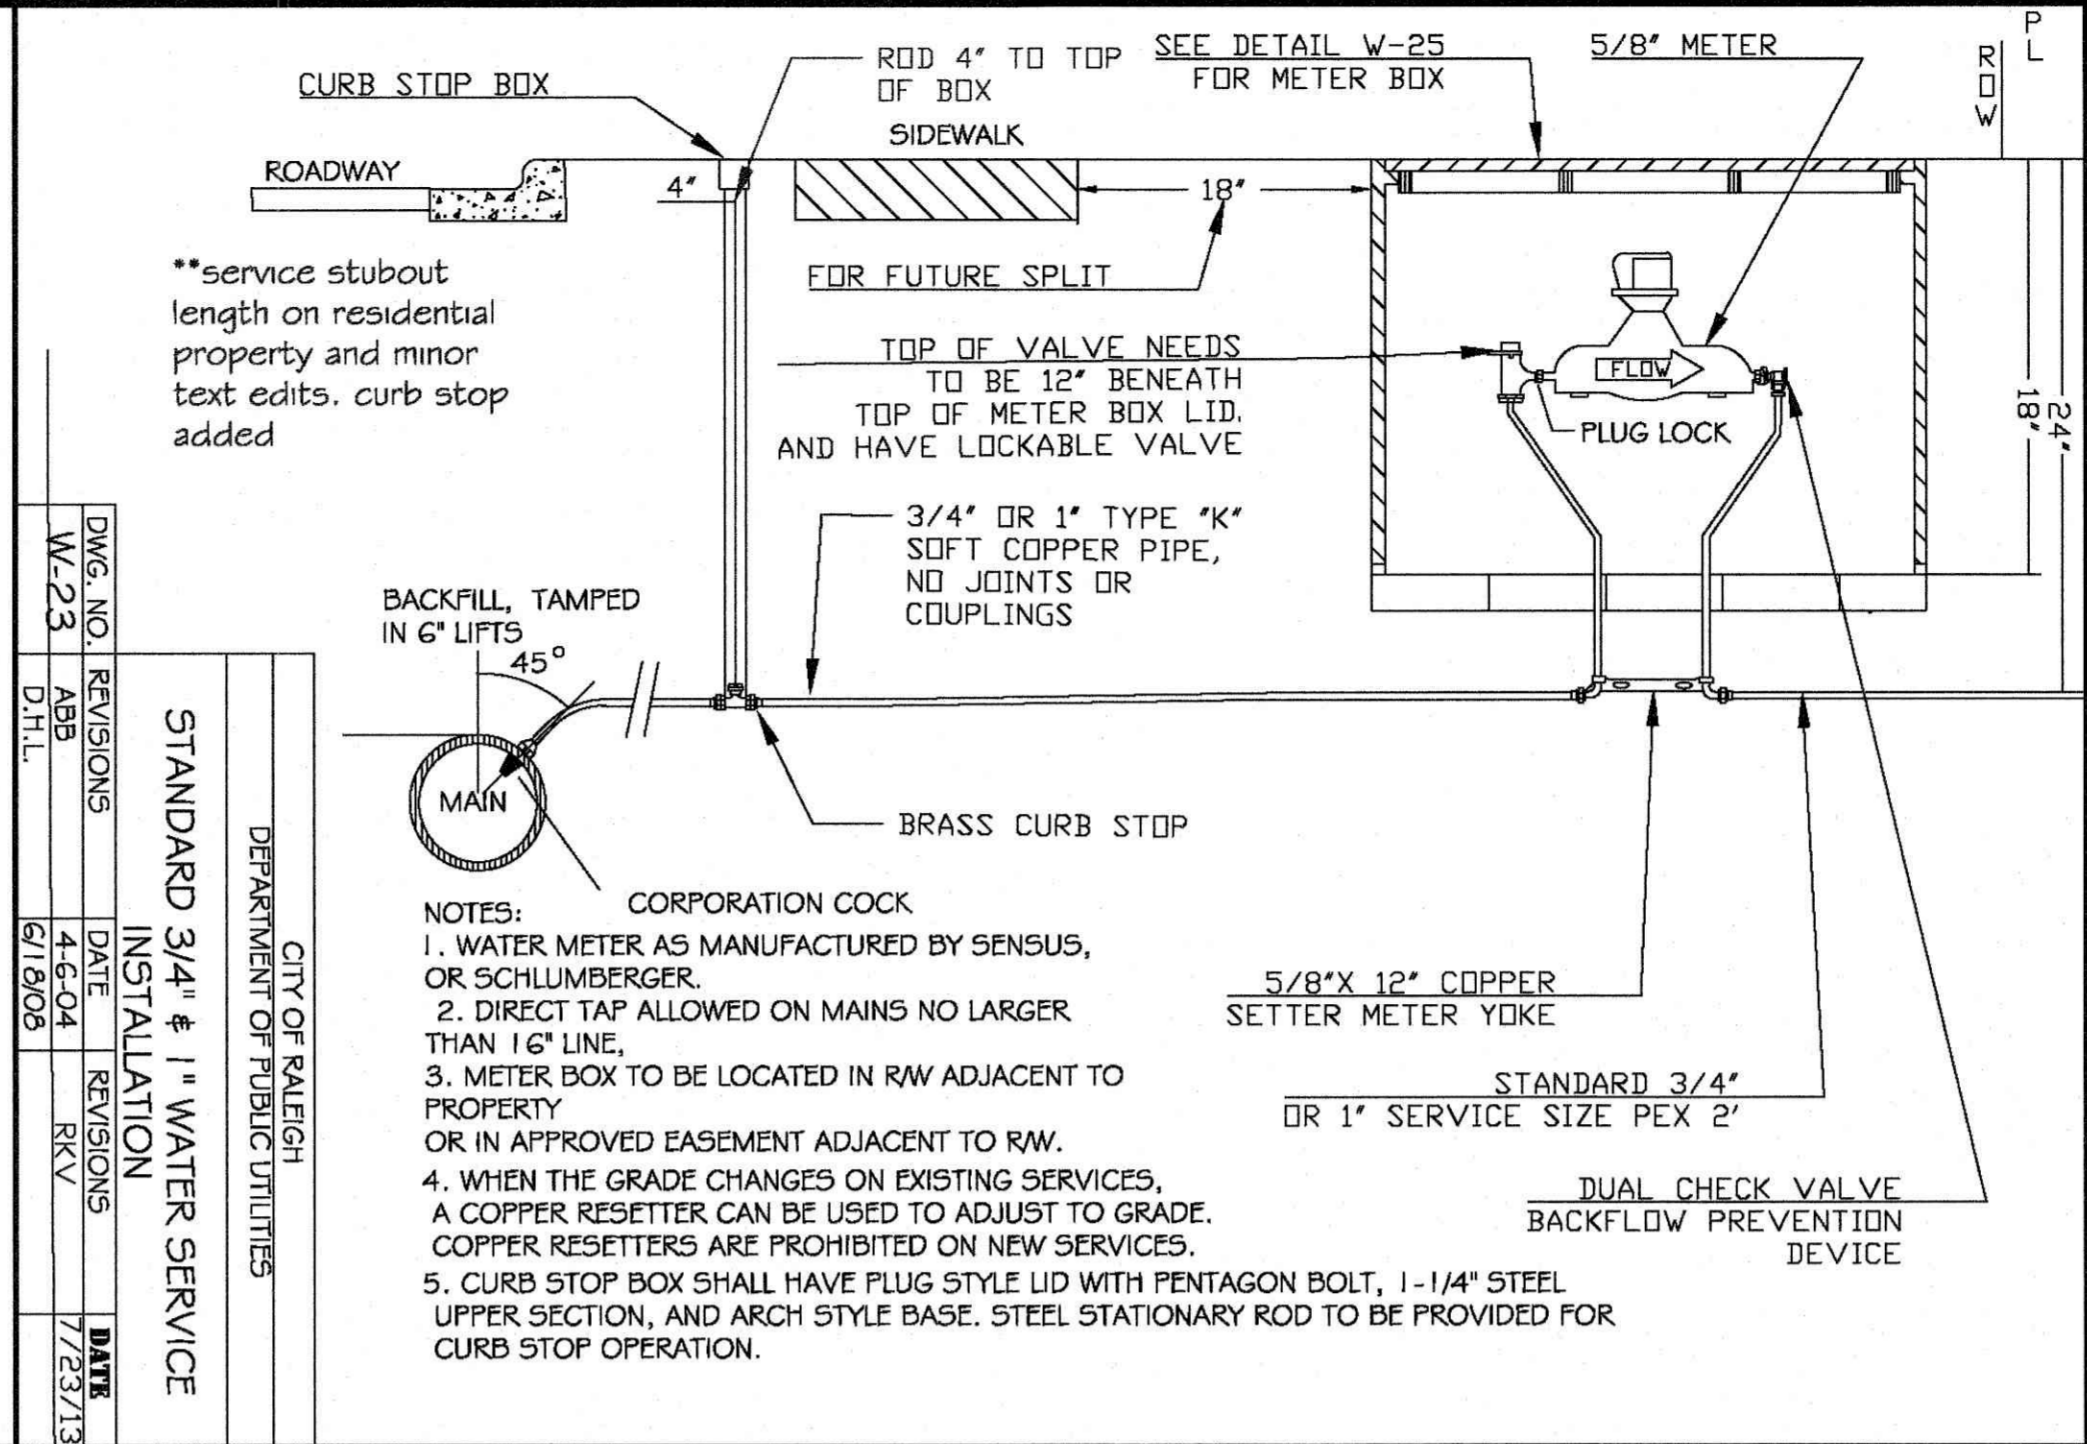 CURB STOP BOX
ROD 4" TO TOP
OF BOX
SEE DETAIL W-25
FOR METER BOX
5/8" METER
PL
ROW
SIDEWALK
ROADWAY
4"
18"
FOR FUTURE SPLIT
**service stubout
length on residential
property and minor
text edits. curb stop
added
TOP OF VALVE NEEDS
TO BE 12" BENEATH
TOP OF METER BOX LID.
AND HAVE LOCKABLE VALVE
FLOW
PLUG LOCK
18"
24"
3/4" OR 1" TYPE "K"
SOFT COPPER PIPE,
NO JOINTS OR
COUPLINGS
BACKFILL, TAMPED
IN 6" LIFTS
45°
MAIN
BRASS CURB STOP
CORPORATION COCK
NOTES:
1. WATER METER AS MANUFACTURED BY SENSUS,
OR SCHLUMBERGER.
2. DIRECT TAP ALLOWED ON MAINS NO LARGER
THAN 16" LINE,
3. METER BOX TO BE LOCATED IN R/W ADJACENT TO
PROPERTY
OR IN APPROVED EASEMENT ADJACENT TO R/W.
4. WHEN THE GRADE CHANGES ON EXISTING SERVICES,
A COPPER RESETTER CAN BE USED TO ADJUST TO GRADE.
COPPER RESETTERS ARE PROHIBITED ON NEW SERVICES.
5. CURB STOP BOX SHALL HAVE PLUG STYLE LID WITH PENTAGON BOLT, 1-1/4" STEEL
UPPER SECTION, AND ARCH STYLE BASE. STEEL STATIONARY ROD TO BE PROVIDED FOR
CURB STOP OPERATION.
5/8"X 12" COPPER
SETTER METER YOKE
STANDARD 3/4"
OR 1" SERVICE SIZE PEX 2'
DUAL CHECK VALVE
BACKFLOW PREVENTION
DEVICE
CITY OF RALEIGH
DEPARTMENT OF PUBLIC UTILITIES
STANDARD 3/4" & 1" WATER SERVICE
INSTALLATION
DWG. NO. REVISIONS DATE REVISIONS DATE
W-23 ABB 4-6-04 RKV 7/23/13
D.H.L. 6/18/08